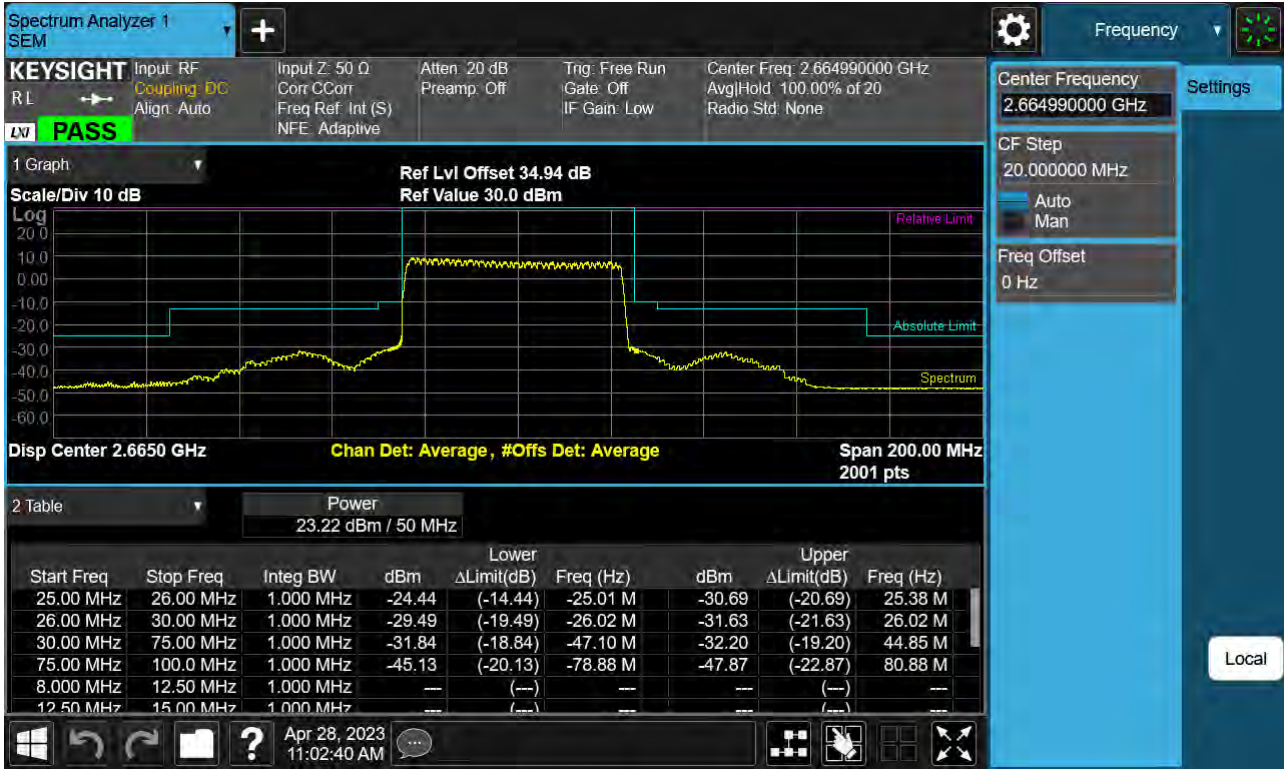 Spectrum Analyzer 1
SEM
Frequency
KEYSIGHT
R L
LXI
PASS
Input: RF
Coupling: DC
Align: Auto
Input Z: 50 Ω
Corr CCorr
Freq Ref: Int (S)
NFE: Adaptive
Atten: 20 dB
Preamp: Off
Trig: Free Run
Gate: Off
IF Gain: Low
Center Freq: 2.664990000 GHz
Avg|Hold: 100.00% of 20
Radio Std: None
Center Frequency
2.664990000 GHz
Settings
CF Step
20.000000 MHz
Auto
Man
Freq Offset
0 Hz
1 Graph
Scale/Div 10 dB
Ref Lvl Offset 34.94 dB
Ref Value 30.0 dBm
Log
20.0
10.0
0.00
-10.0
-20.0
-30.0
-40.0
-50.0
-60.0
Relative Limit
Absolute Limit
Spectrum
Disp Center 2.6650 GHz
Chan Det: Average , #Offs Det: Average
Span 200.00 MHz
2001 pts
2 Table
Power
23.22 dBm / 50 MHz
Lower Upper
Start Freq Stop Freq Integ BW dBm ΔLimit(dB) Freq (Hz) dBm ΔLimit(dB) Freq (Hz)
25.00 MHz 26.00 MHz 1.000 MHz -24.44 (-14.44) -25.01 M -30.69 (-20.69) 25.38 M
26.00 MHz 30.00 MHz 1.000 MHz -29.49 (-19.49) -26.02 M -31.63 (-21.63) 26.02 M
30.00 MHz 75.00 MHz 1.000 MHz -31.84 (-18.84) -47.10 M -32.20 (-19.20) 44.85 M
75.00 MHz 100.0 MHz 1.000 MHz -45.13 (-20.13) -78.88 M -47.87 (-22.87) 80.88 M
8.000 MHz 12.50 MHz 1.000 MHz --- (---) --- --- (---) ---
12.50 MHz 15.00 MHz 1.000 MHz --- (---) --- --- (---) ---
Local
?
Apr 28, 2023
11:02:40 AM